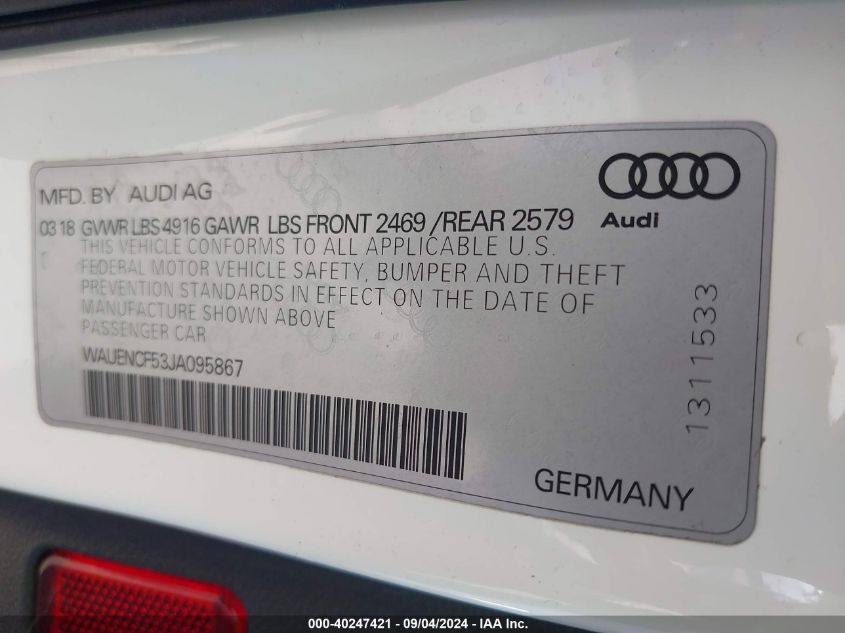 MFD. BY AUDI AG
Audi
03 18 GVWR LBS 4916 GAWR LBS FRONT 2469 /REAR 2579
THIS VEHICLE CONFORMS TO ALL APPLICABLE U.S.
FEDERAL MOTOR VEHICLE SAFETY, BUMPER AND THEFT
PREVENTION STANDARDS IN EFFECT ON THE DATE OF
MANUFACTURE SHOWN ABOVE
PASSENGER CAR
WAUENCF53JA095867
1311533
GERMANY
000-40247421 - 09/04/2024 - IAA Inc.